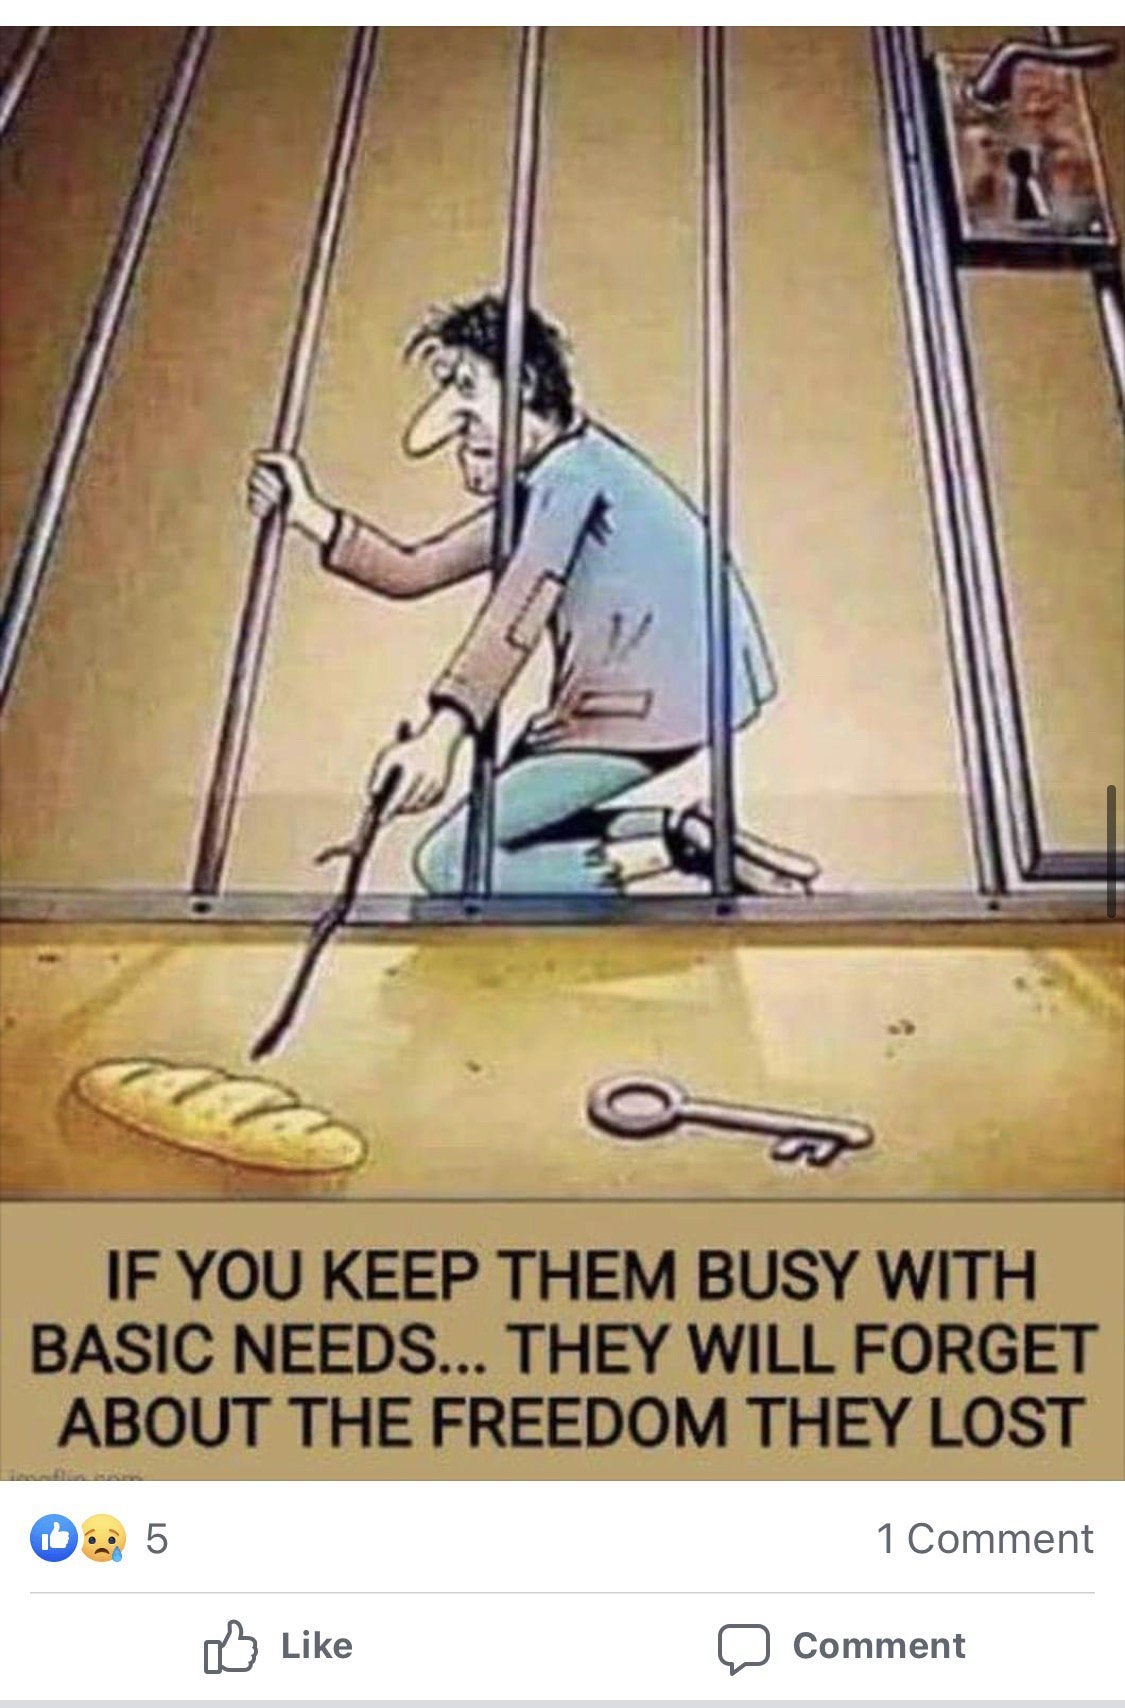 IF YOU KEEP THEM BUSY WITH
BASIC NEEDS... THEY WILL FORGET
ABOUT THE FREEDOM THEY LOST
imgflip.com
5
1 Comment
Like
Comment